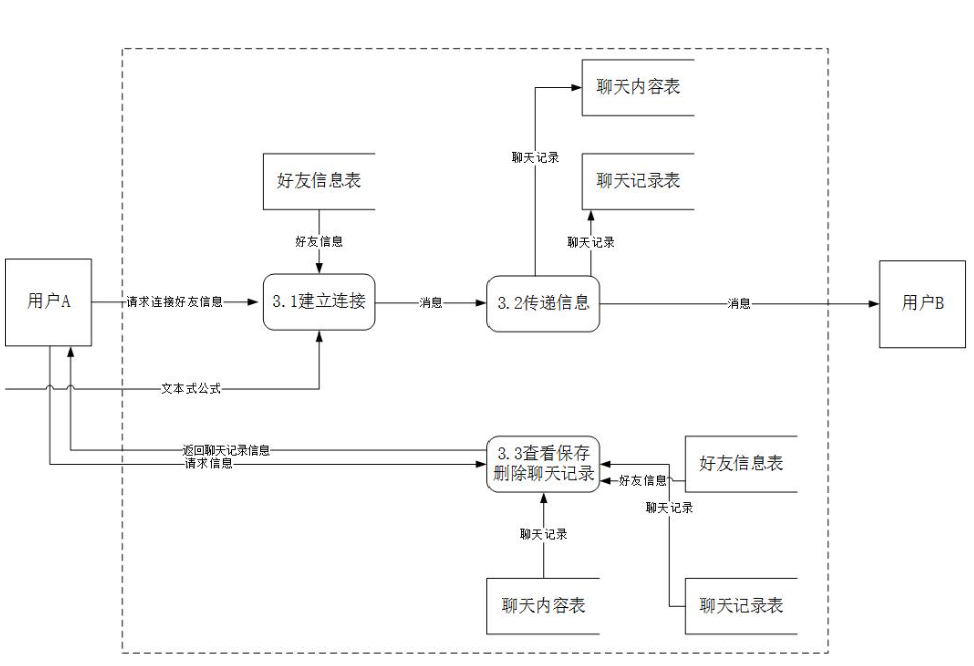 聊天内容表
聊天记录
聊天记录表
好友信息表
好友信息
聊天记录
用户A
请求连接好友信息
3.1建立连接
消息
3.2传递信息
消息
用户B
文本式公式
返回聊天记录信息
请求信息
3.3查看保存
删除聊天记录
好友信息表
好友信息
聊天记录
聊天记录
聊天内容表
聊天记录表